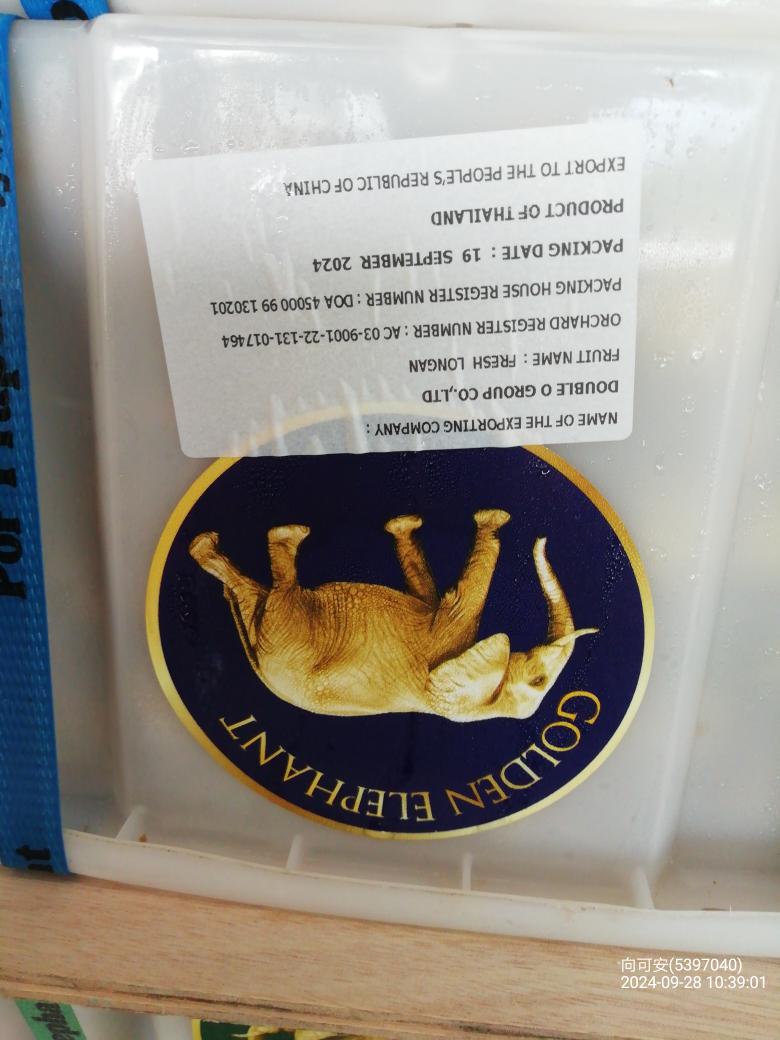 NAME OF THE EXPORTING COMPANY :
DOUBLE O GROUP CO.,LTD
FRUIT NAME : FRESH LONGAN
ORCHARD REGISTER NUMBER : AC 03-9001-22-131-017464
PACKING HOUSE REGISTER NUMBER : DOA 45000 99 130201
PACKING DATE : 19 SEPTEMBER 2024
PRODUCT OF THAILAND
EXPORT TO THE PEOPLE'S REPUBLIC OF CHINA
GOLDEN ELEPHANT
向可安(5397040)
2024-09-28 10:39:01